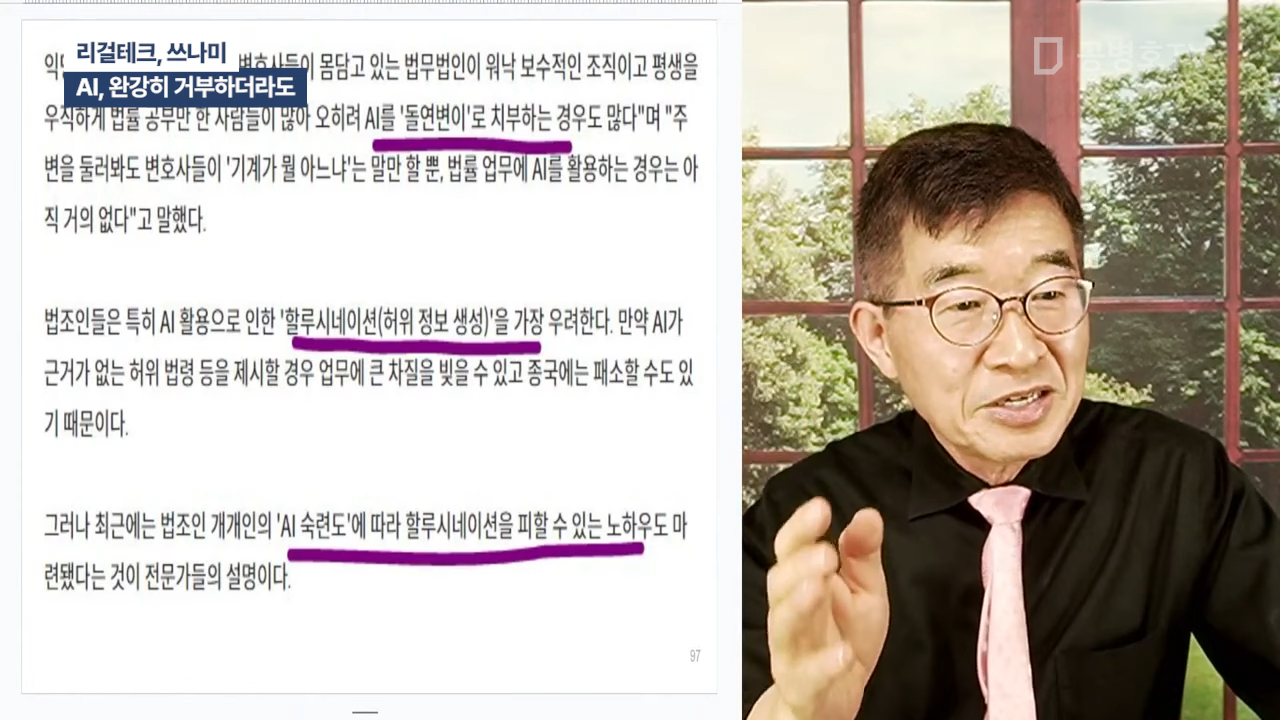 리걸테크, 쓰나미
AI, 완강히 거부하더라도
변호사들이 몸담고 있는 법무법인이 워낙 보수적인 조직이고 평생을
우직하게 법률 공부만 한 사람들이 많아 오히려 AI를 '돌연변이'로 치부하는 경우도 많다"며 "주
변을 둘러봐도 변호사들이 '기계가 뭘 아느냐'는 말만 할 뿐, 법률 업무에 AI를 활용하는 경우는 아
직 거의 없다"고 말했다.
법조인들은 특히 AI 활용으로 인한 '할루시네이션(허위 정보 생성)'을 가장 우려한다. 만약 AI가
근거가 없는 허위 법령 등을 제시할 경우 업무에 큰 차질을 빚을 수 있고 종국에는 패소할 수도 있
기 때문이다.
그러나 최근에는 법조인 개개인의 'AI 숙련도'에 따라 할루시네이션을 피할 수 있는 노하우도 마
련됐다는 것이 전문가들의 설명이다.
97